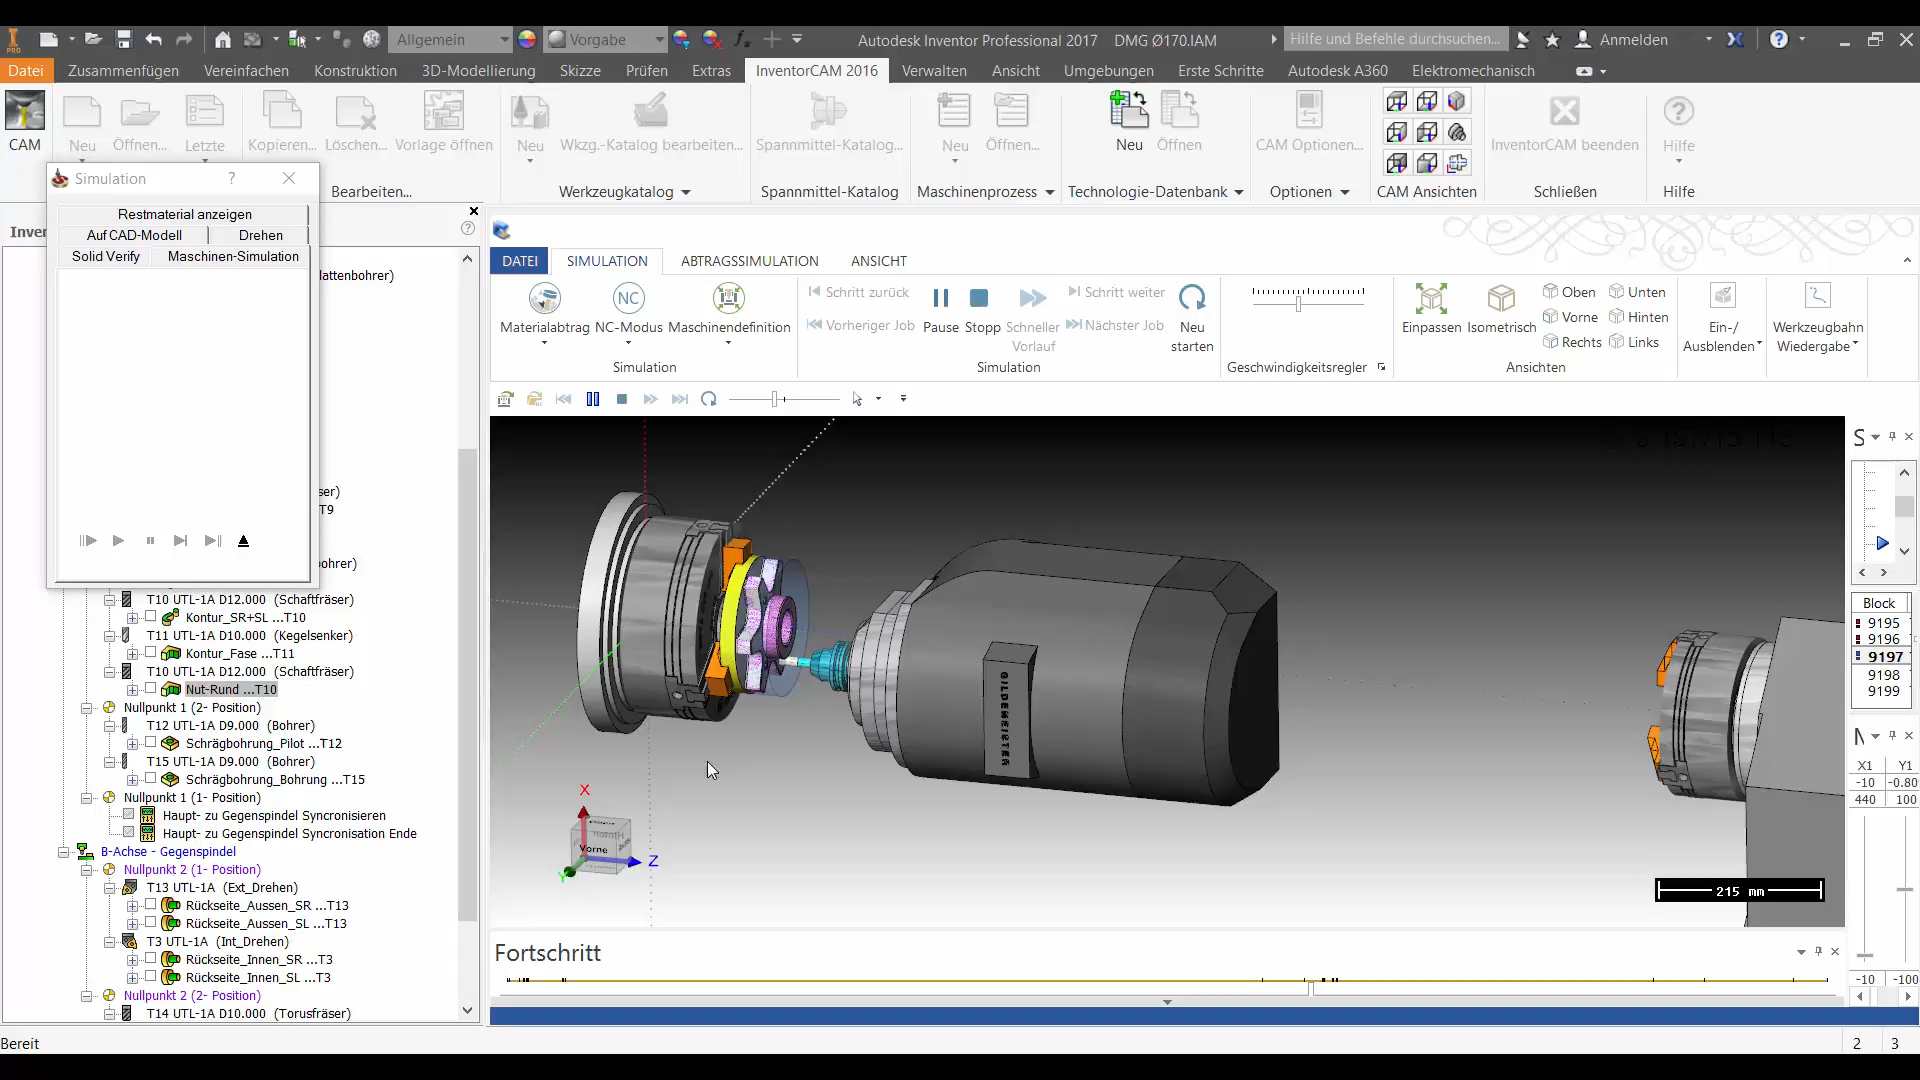 Allgemein
Vorgabe
Autodesk Inventor Professional 2017 DMG Ø170.IAM
Hilfe und Befehle durchsuchen...
Anmelden
PRO
Datei Zusammenfügen Vereinfachen Konstruktion 3D-Modellierung Skizze Prüfen Extras InventorCAM 2016 Verwalten Ansicht Umgebungen Erste Schritte Autodesk A360 Elektromechanisch
CAM Neu Öffnen... Letzte Kopieren... Löschen... Vorlage öffnen Neu Wkzg.-Katalog bearbeiten... Spannmittel-Katalog... Neu Öffnen... Neu Öffnen CAM Optionen... InventorCAM beenden Hilfe
Bearbeiten... Werkzeugkatalog Spannmittel-Katalog Maschinenprozess Technologie-Datenbank Optionen CAM Ansichten Schließen Hilfe
Simulation
Restmaterial anzeigen
Auf CAD-Modell Drehen
Solid Verify Maschinen-Simulation
Inver
lattenbohrer)
ser)
T9
ohrer)
T10 UTL-1A D12.000 (Schaftfräser)
Kontur_SR+SL ...T10
T11 UTL-1A D10.000 (Kegelsenker)
Kontur_Fase ...T11
T10 UTL-1A D12.000 (Schaftfräser)
Nut-Rund ...T10
Nullpunkt 1 (2- Position)
T12 UTL-1A D9.000 (Bohrer)
Schrägbohrung_Pilot ...T12
T15 UTL-1A D9.000 (Bohrer)
Schrägbohrung_Bohrung ...T15
Nullpunkt 1 (1- Position)
Haupt- zu Gegenspindel Syncronisieren
Haupt- zu Gegenspindel Syncronisation Ende
B-Achse - Gegenspindel
Nullpunkt 2 (1- Position)
T13 UTL-1A (Ext_Drehen)
Rückseite_Aussen_SR ...T13
Rückseite_Aussen_SL ...T13
T3 UTL-1A (Int_Drehen)
Rückseite_Innen_SR ...T3
Rückseite_Innen_SL ...T3
Nullpunkt 2 (2- Position)
T14 UTL-1A D10.000 (Torusfräser)
Bereit
DATEI SIMULATION ABTRAGSSIMULATION ANSICHT
Materialabtrag NC-Modus Maschinendefinition
NC
Simulation
Schritt zurück
Vorheriger Job
Pause Stopp Schneller Vorlauf
Schritt weiter
Nächster Job
Neu starten
Simulation
Geschwindigkeitsregler
Einpassen Isometrisch
Oben Unten
Vorne Hinten
Rechts Links
Ansichten
Ein-/ Ausblenden
Werkzeugbahn Wiedergabe
GILDEMEISTER
X
Z
Y
Vorne
215 mm
S
Block
9195
9196
9197
9198
9199
X1 Y1
-10 -0.80
440 100
-10 -100
Fortschritt
2 3